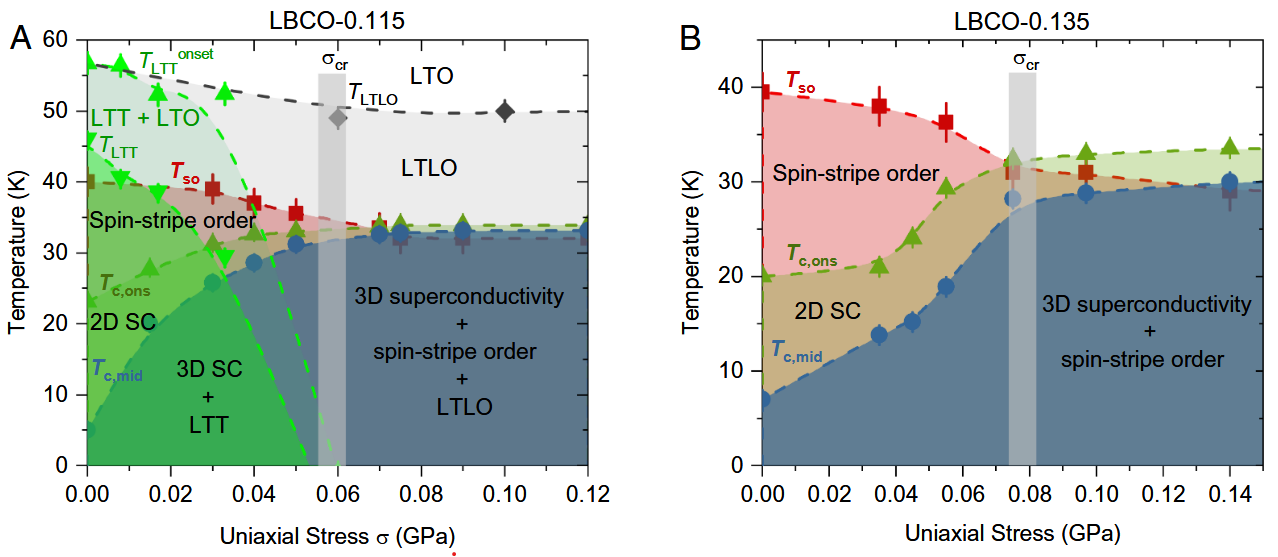 A
LBCO-0.115
60
50
40
30
20
10
0
Temperature (K)
T_LTT^onset
σ_cr
LTO
T_LTLO
LTT + LTO
T_LTT
T_so
LTLO
Spin-stripe order
T_c,ons
2D SC
T_c,mid
3D SC
+
LTT
3D superconductivity
+
spin-stripe order
+
LTLO
0.00 0.02 0.04 0.06 0.08 0.10 0.12
Uniaxial Stress σ (GPa)
B
LBCO-0.135
40
30
20
10
0
Temperature (K)
T_so
σ_cr
Spin-stripe order
T_c,ons
2D SC
T_c,mid
3D superconductivity
+
spin-stripe order
0.00 0.02 0.04 0.06 0.08 0.10 0.12 0.14
Uniaxial Stress (GPa)